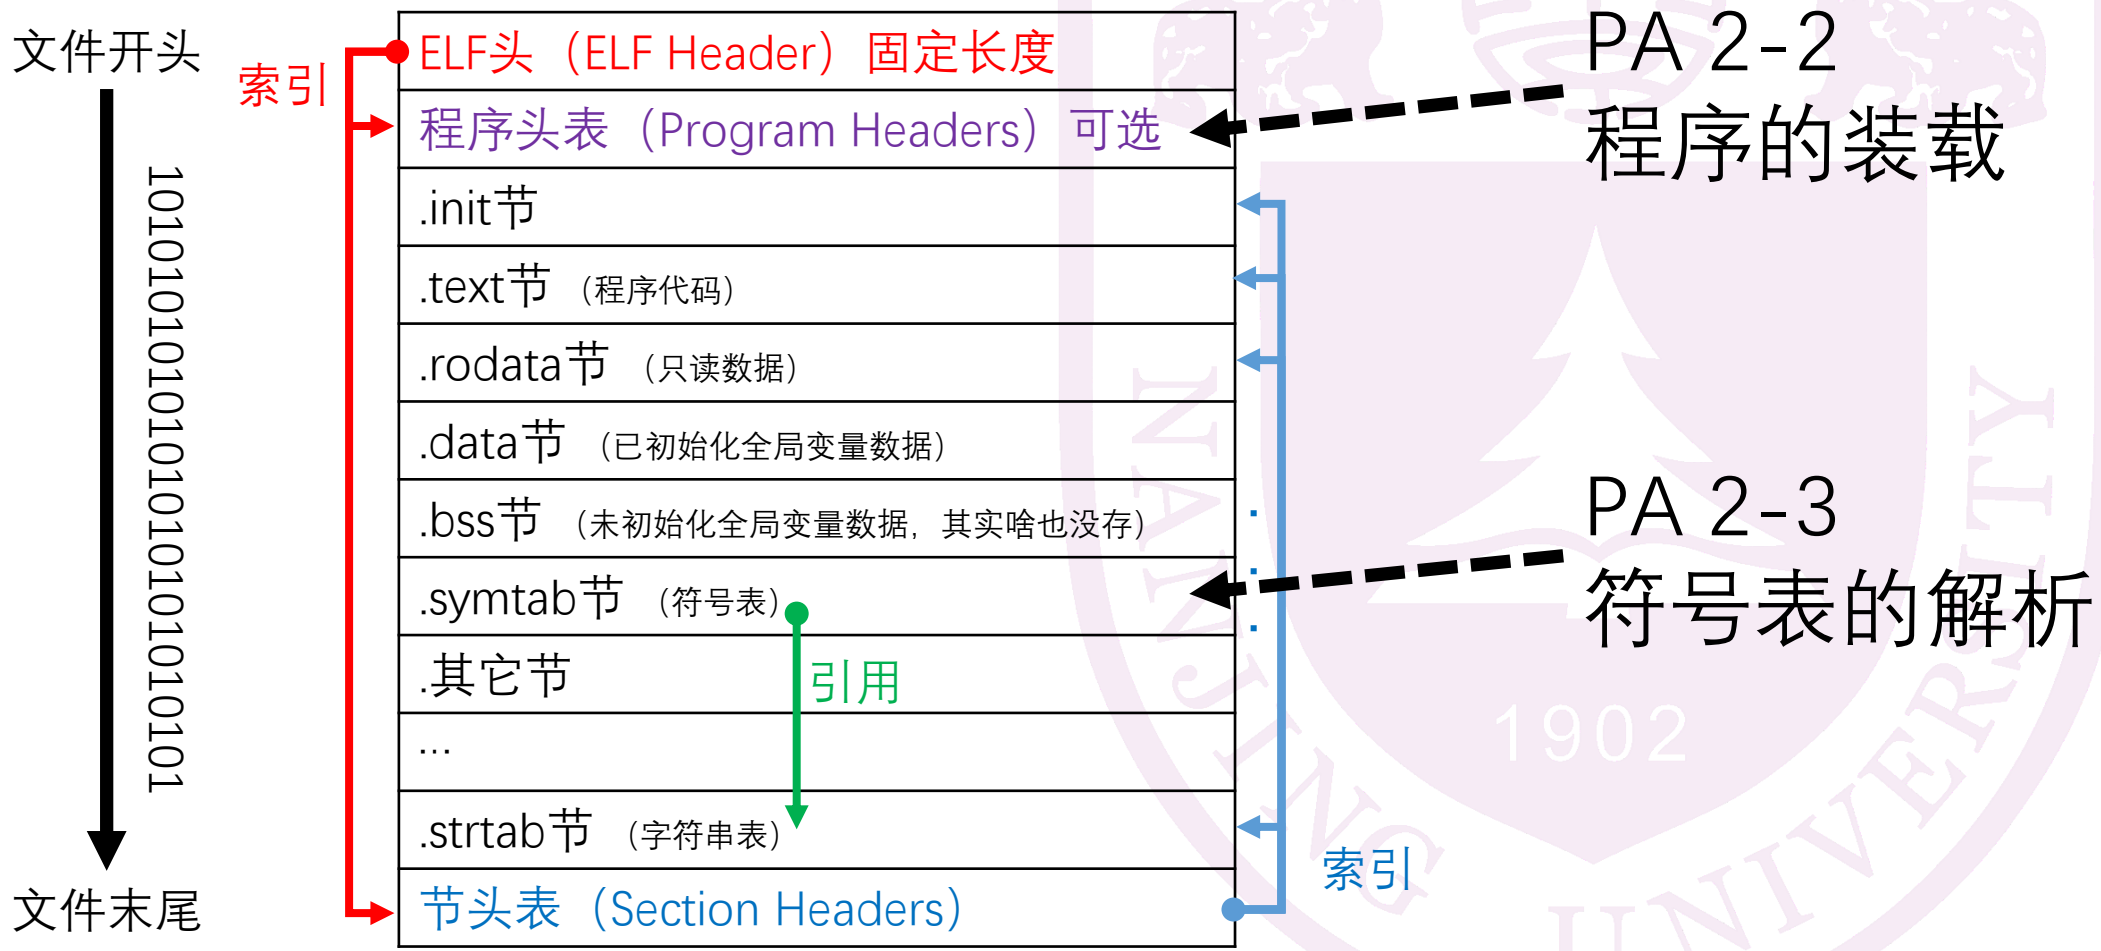 文件开头
10101010101010101010101010101
文件末尾
索引
ELF头（ELF Header）固定长度
程序头表（Program Headers）可选
.init节
.text节 （程序代码）
.rodata节 （只读数据）
.data节 （已初始化全局变量数据）
.bss节 （未初始化全局变量数据，其实啥也没存）
.symtab节 （符号表）
.其它节
引用
...
.strtab节 （字符串表）
节头表（Section Headers）
索引
PA 2-2
程序的装载
PA 2-3
符号表的解析
NANJING UNIVERSITY
1902